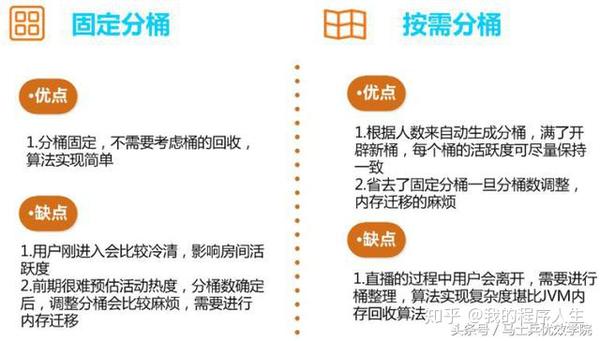 固定分桶
•优点
1.分桶固定，不需要考虑桶的回收，
算法实现简单
•缺点
1.用户刚进入会比较冷清，影响房间活
跃度
2.前期很难预估活动热度，分桶数确定
后，调整分桶会比较麻烦，需要进行
内存迁移
按需分桶
•优点
1.根据人数来自动生成分桶，满了开
辟新桶，每个桶的活跃度可尽量保持
一致
2.省去了固定分桶一旦分桶数调整，
内存迁移的麻烦
•缺点
1.直播的过程中用户会离开，需要进行
桶整理，算法实现复杂度堪比JVM内
存回收算法
知乎 @我的程序人生
头条号 / 马士兵优效学院